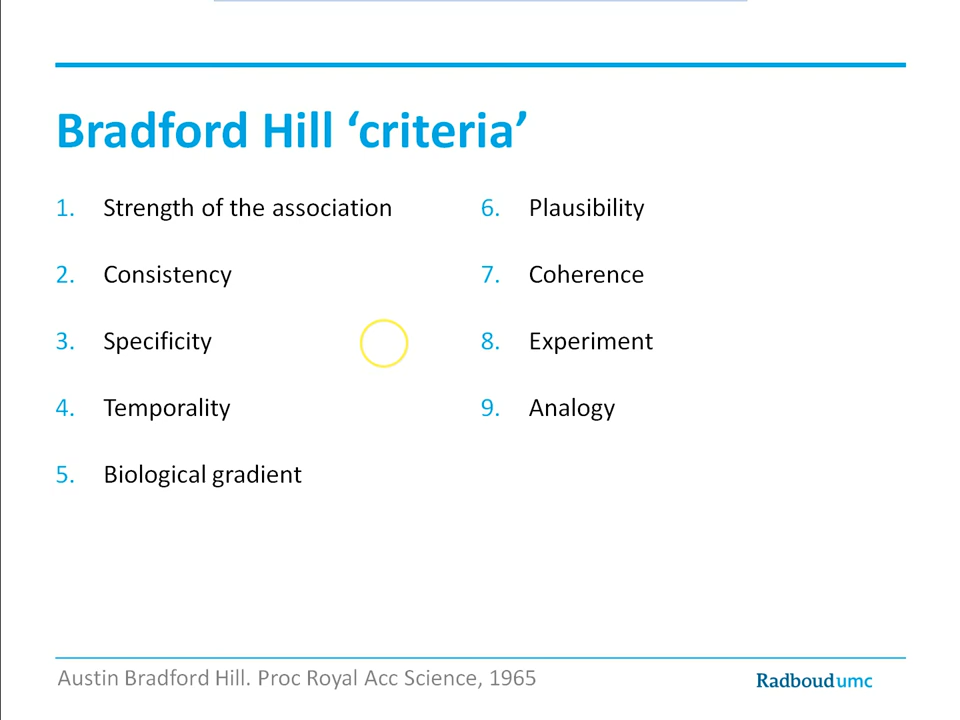 Bradford Hill ‘criteria’
1. Strength of the association
2. Consistency
3. Specificity
4. Temporality
5. Biological gradient
6. Plausibility
7. Coherence
8. Experiment
9. Analogy
Austin Bradford Hill. Proc Royal Acc Science, 1965
Radboudumc